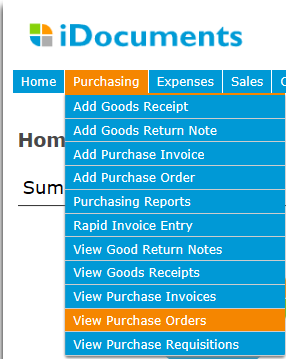 iDocuments
Home Purchasing Expenses Sales
Hom
Sum
Add Goods Receipt
Add Goods Return Note
Add Purchase Invoice
Add Purchase Order
Purchasing Reports
Rapid Invoice Entry
View Good Return Notes
View Goods Receipts
View Purchase Invoices
View Purchase Orders
View Purchase Requisitions